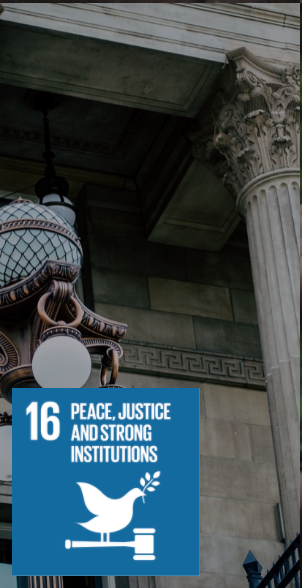 16 PEACE, JUSTICE
AND STRONG
INSTITUTIONS